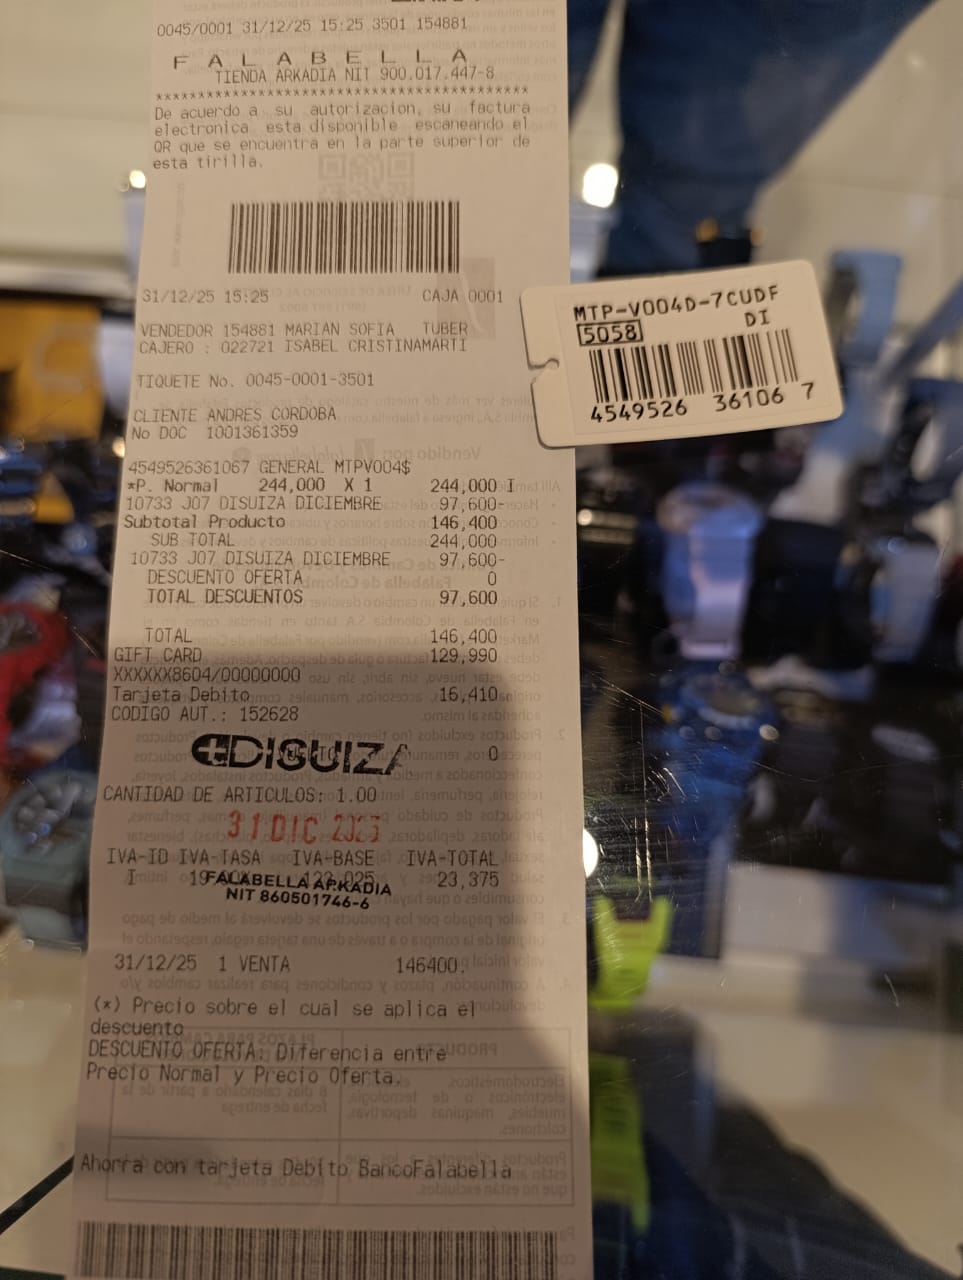 0045/0001 31/12/25 15:25 3501 154881
F A L A B E L L A
TIENDA ARKADIA NIT 900.017.447-8
****************************************
De acuerdo a su autorizacion, su factura
electronica esta disponible escaneando el
QR que se encuentra en la parte superior de
esta tirilla.
31/12/25 15:25 CAJA 0001
VENDEDOR 154881 MARIAN SOFIA TUBER
CAJERO : 022721 ISABEL CRISTINAMARTI
TIQUETE No. 0045-0001-3501
CLIENTE ANDRES CORDOBA
No DOC 1001361359
4549526361067 GENERAL MTPV004$
*P. Normal 244,000 X 1 244,000 I
10733 J07 DISUIZA DICIEMBRE 97,600-
Subtotal Producto 146,400
SUB TOTAL 244,000
10733 J07 DISUIZA DICIEMBRE 97,600-
DESCUENTO OFERTA 0
TOTAL DESCUENTOS 97,600
TOTAL 146,400
GIFT CARD 129,990
XXXXXX8604/00000000
Tarjeta Debito 16,410
CODIGO AUT.: 152628
DISUIZA 0
CANTIDAD DE ARTICULOS: 1.00
31 DIC
IVA-ID IVA-TASA IVA-BASE IVA-TOTAL
I 23,375
FALABELLA ARKADIA
NIT 860501746-6
31/12/25 1 VENTA 146400.
(*) Precio sobre el cual se aplica el
descuento
DESCUENTO OFERTA: Diferencia entre
Precio Normal y Precio Oferta.
Ahorra con tarjeta Debito BancoFalabella
MTP-V004D-7CUDF
5058 DI
4549526 36106 7